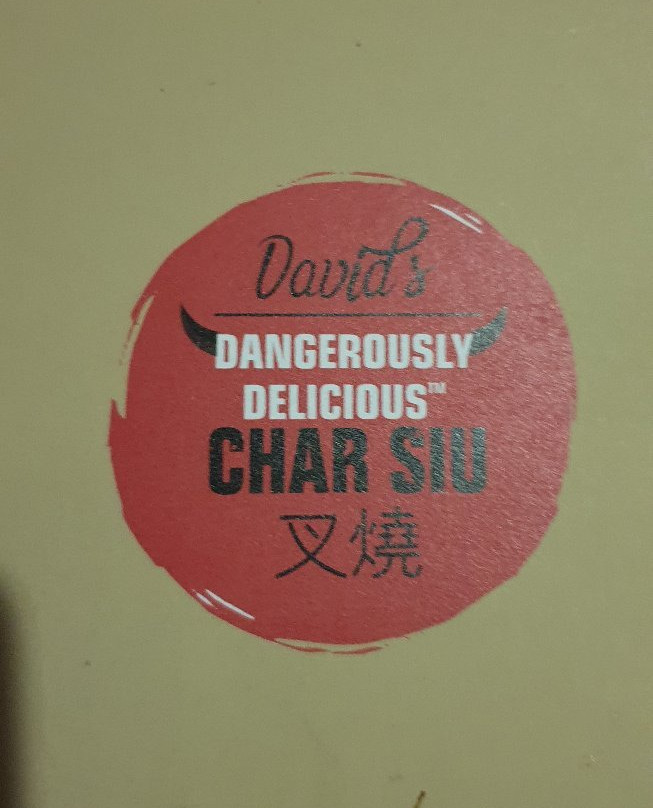 David's
DANGEROUSLY
DELICIOUS™
CHAR SIU
叉燒